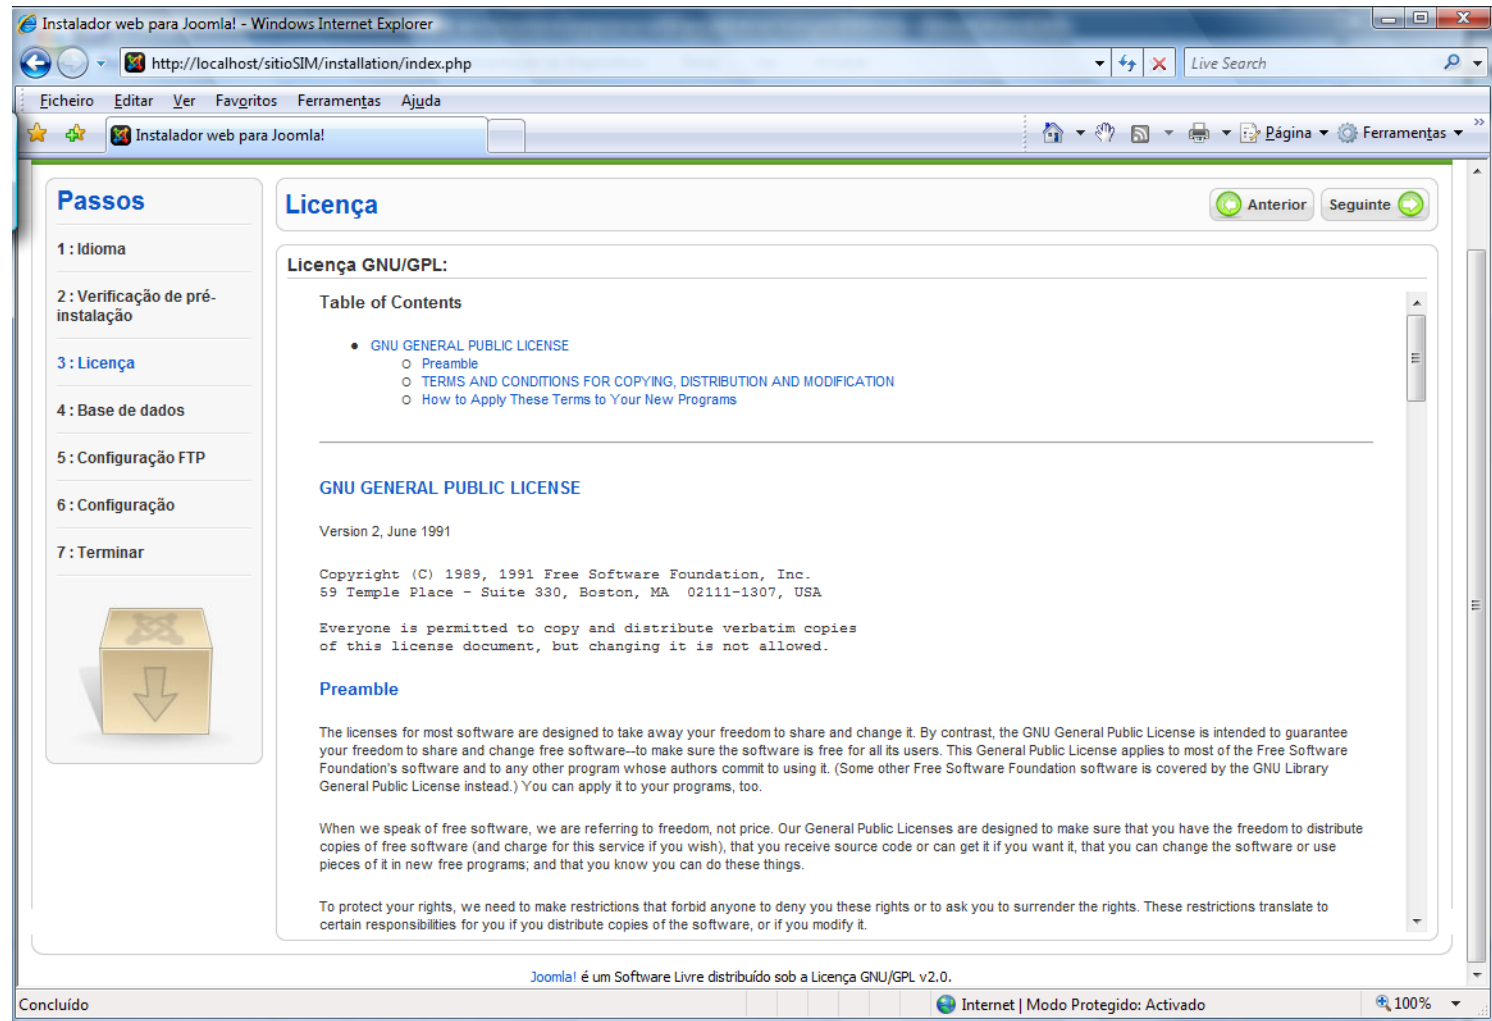 Instalador web para Joomla! - Windows Internet Explorer
http://localhost/sitioSIM/installation/index.php
Live Search
Ficheiro Editar Ver Favoritos Ferramentas Ajuda
Instalador web para Joomla!
Página Ferramentas
Passos
1 : Idioma
2 : Verificação de pré-
instalação
3 : Licença
4 : Base de dados
5 : Configuração FTP
6 : Configuração
7 : Terminar
Licença
Anterior
Seguinte
Licença GNU/GPL:
Table of Contents
GNU GENERAL PUBLIC LICENSE
Preamble
TERMS AND CONDITIONS FOR COPYING, DISTRIBUTION AND MODIFICATION
How to Apply These Terms to Your New Programs
GNU GENERAL PUBLIC LICENSE
Version 2, June 1991
Copyright (C) 1989, 1991 Free Software Foundation, Inc.
59 Temple Place - Suite 330, Boston, MA  02111-1307, USA
Everyone is permitted to copy and distribute verbatim copies
of this license document, but changing it is not allowed.
Preamble
The licenses for most software are designed to take away your freedom to share and change it. By contrast, the GNU General Public License is intended to guarantee
your freedom to share and change free software--to make sure the software is free for all its users. This General Public License applies to most of the Free Software
Foundation's software and to any other program whose authors commit to using it. (Some other Free Software Foundation software is covered by the GNU Library
General Public License instead.) You can apply it to your programs, too.
When we speak of free software, we are referring to freedom, not price. Our General Public Licenses are designed to make sure that you have the freedom to distribute
copies of free software (and charge for this service if you wish), that you receive source code or can get it if you want it, that you can change the software or use
pieces of it in new free programs; and that you know you can do these things.
To protect your rights, we need to make restrictions that forbid anyone to deny you these rights or to ask you to surrender the rights. These restrictions translate to
certain responsibilities for you if you distribute copies of the software, or if you modify it.
Joomla! é um Software Livre distribuído sob a Licença GNU/GPL v2.0.
Concluído
Internet | Modo Protegido: Activado
100%